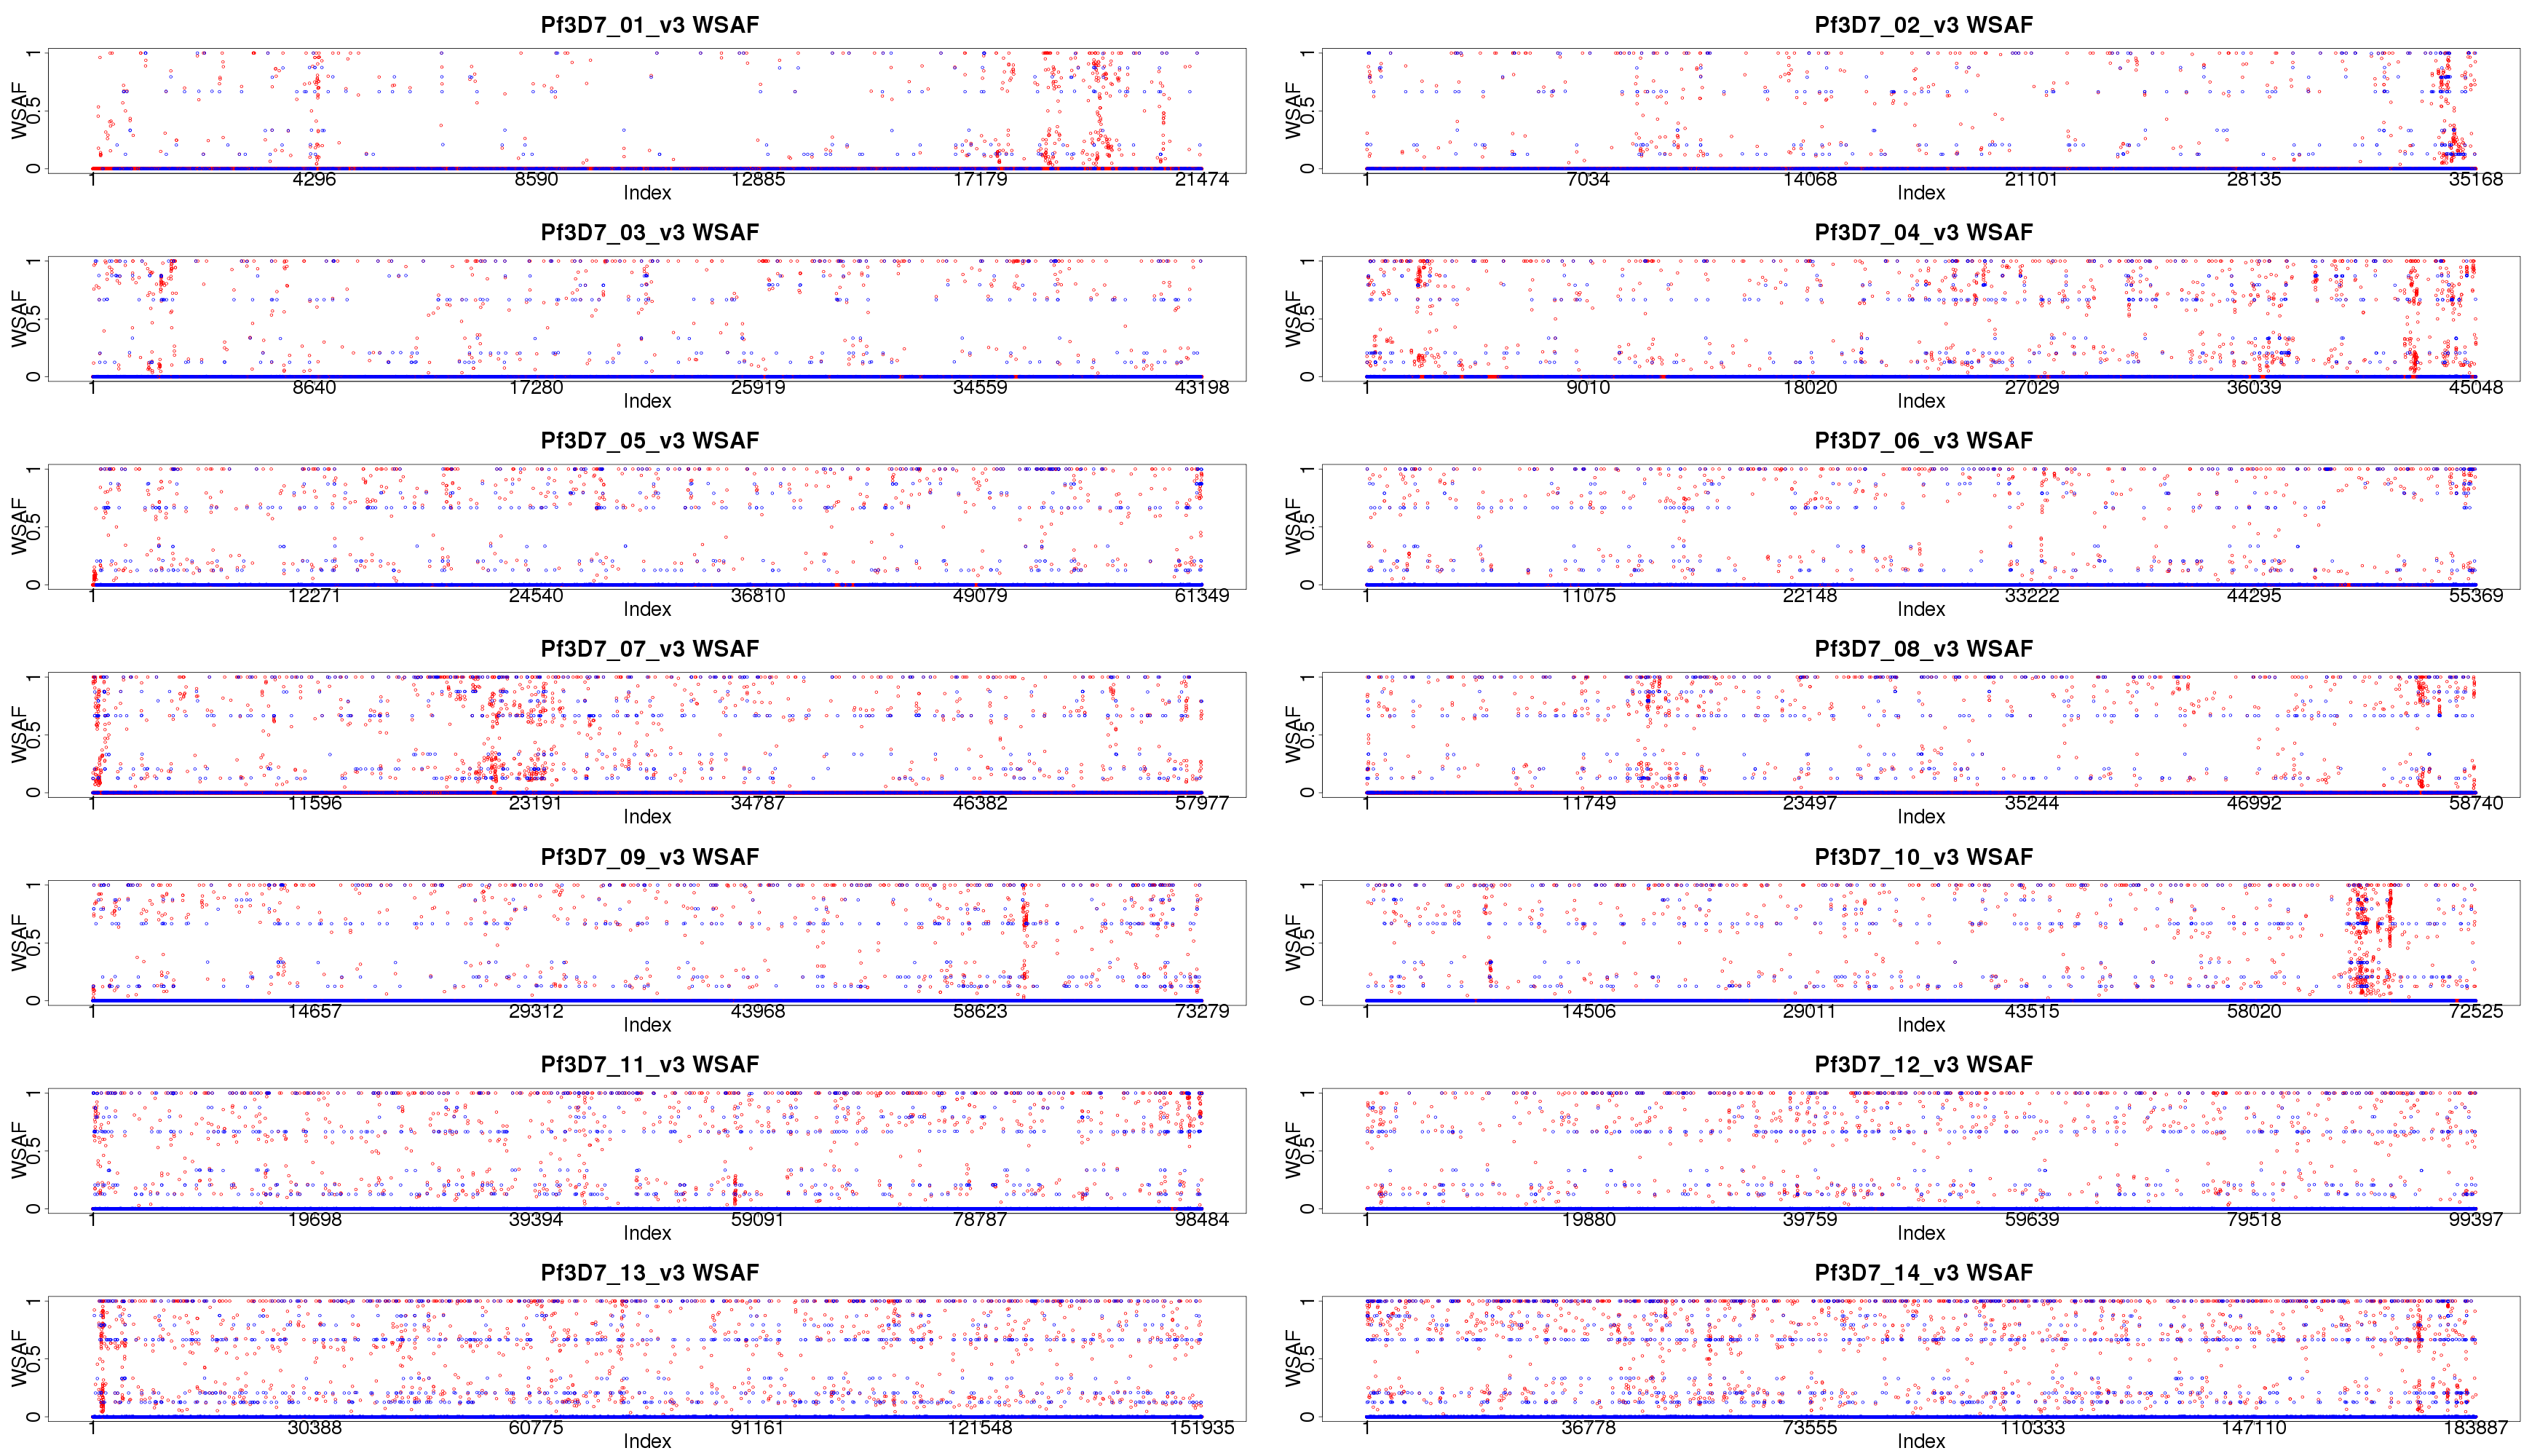 Pf3D7_01_v3 WSAF
WSAF
0 0.5 1
1 4296 8590 12885 17179 21474
Index
Pf3D7_02_v3 WSAF
WSAF
0 0.5 1
1 7034 14068 21101 28135 35168
Index
Pf3D7_03_v3 WSAF
WSAF
0 0.5 1
1 8640 17280 25919 34559 43198
Index
Pf3D7_04_v3 WSAF
WSAF
0 0.5 1
1 9010 18020 27029 36039 45048
Index
Pf3D7_05_v3 WSAF
WSAF
0 0.5 1
1 12271 24540 36810 49079 61349
Index
Pf3D7_06_v3 WSAF
WSAF
0 0.5 1
1 11075 22148 33222 44295 55369
Index
Pf3D7_07_v3 WSAF
WSAF
0 0.5 1
1 11596 23191 34787 46382 57977
Index
Pf3D7_08_v3 WSAF
WSAF
0 0.5 1
1 11749 23497 35244 46992 58740
Index
Pf3D7_09_v3 WSAF
WSAF
0 0.5 1
1 14657 29312 43968 58623 73279
Index
Pf3D7_10_v3 WSAF
WSAF
0 0.5 1
1 14506 29011 43515 58020 72525
Index
Pf3D7_11_v3 WSAF
WSAF
0 0.5 1
1 19698 39394 59091 78787 98484
Index
Pf3D7_12_v3 WSAF
WSAF
0 0.5 1
1 19880 39759 59639 79518 99397
Index
Pf3D7_13_v3 WSAF
WSAF
0 0.5 1
1 30388 60775 91161 121548 151935
Index
Pf3D7_14_v3 WSAF
WSAF
0 0.5 1
1 36778 73555 110333 147110 183887
Index